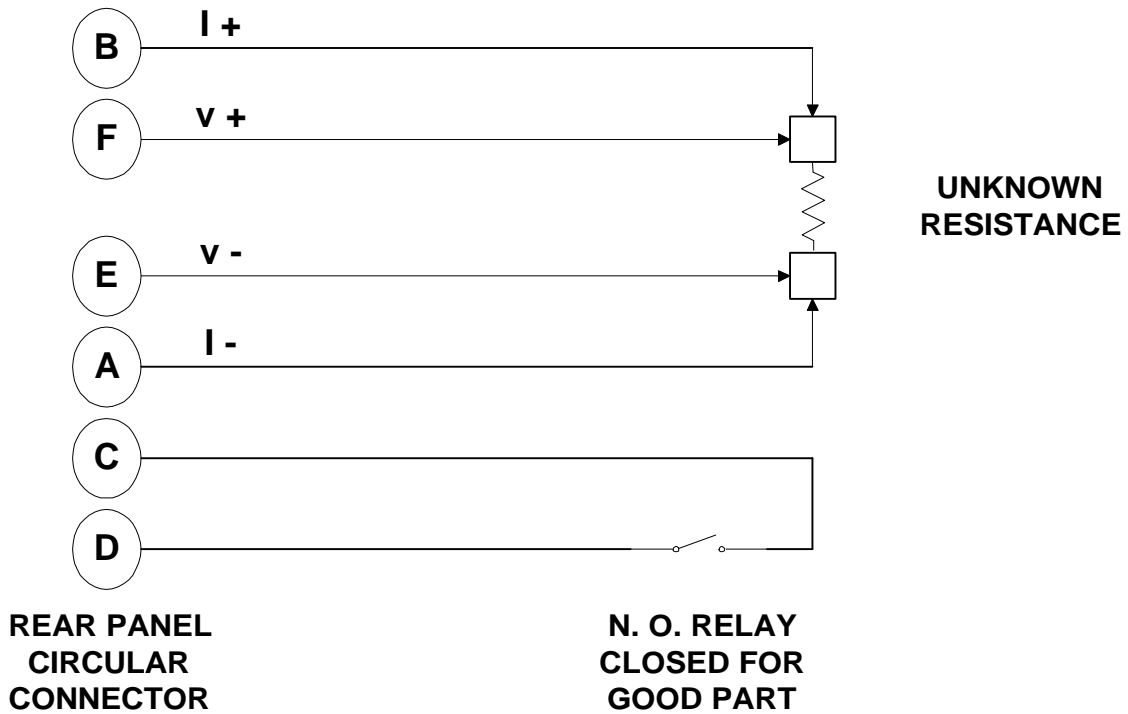 B
I +
F
v +
E
v -
A
I -
C
D
UNKNOWN
RESISTANCE
REAR PANEL
CIRCULAR
CONNECTOR
N. O. RELAY
CLOSED FOR
GOOD PART